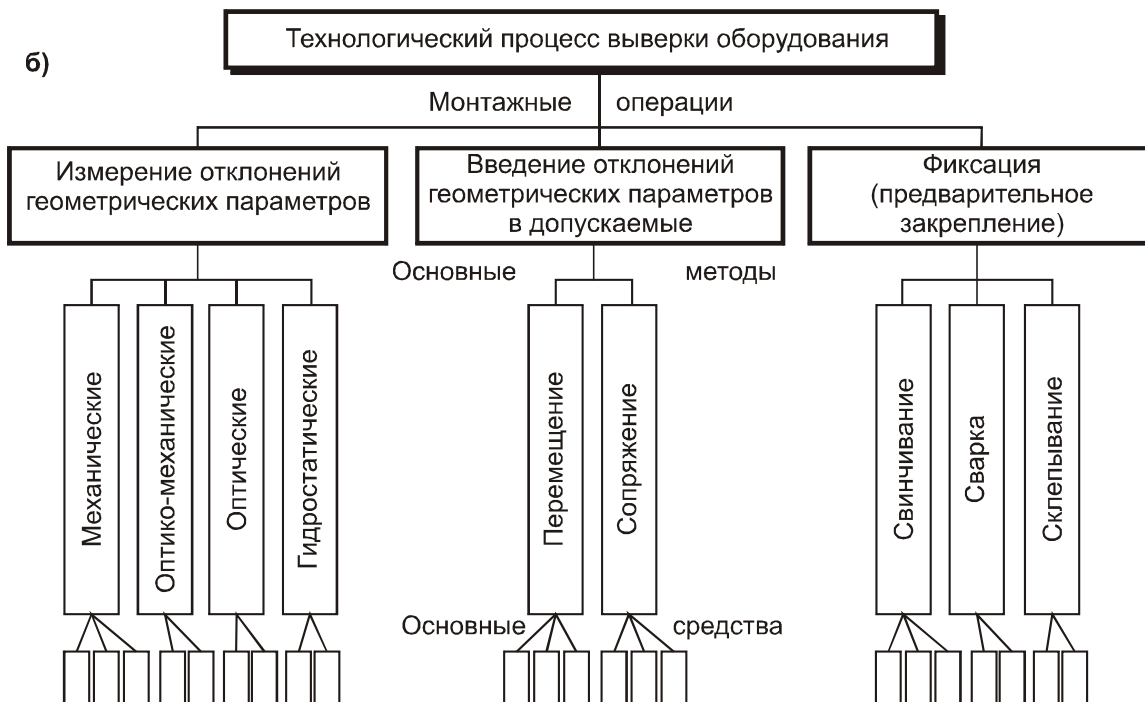 Технологический процесс выверки оборудования
б)
Монтажные операции
Измерение отклонений
геометрических параметров
Введение отклонений
геометрических параметров
в допускаемые
Фиксация
(предварительное
закрепление)
Основные методы
Механические
Оптико-механические
Оптические
Гидростатические
Перемещение
Сопряжение
Свинчивание
Сварка
Склепывание
Основные средства